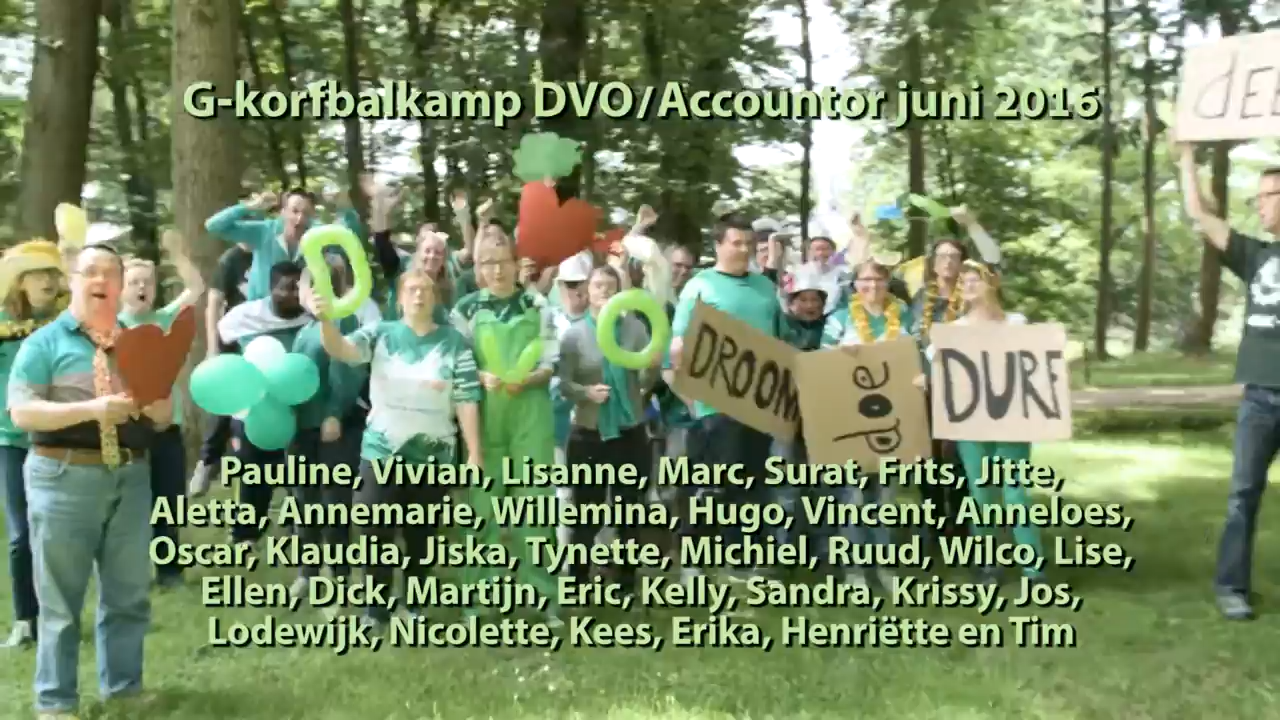 G-korfbalkamp DVO/Accountor juni 2016
DROOM
doe
DURF
Pauline, Vivian, Lisanne, Marc, Surat, Frits, Jitte,
Aletta, Annemarie, Willemina, Hugo, Vincent, Anneloes,
Oscar, Klaudia, Jiska, Tynette, Michiel, Ruud, Wilco, Lise,
Ellen, Dick, Martijn, Eric, Kelly, Sandra, Krissy, Jos,
Lodewijk, Nicolette, Kees, Erika, Henriëtte en Tim